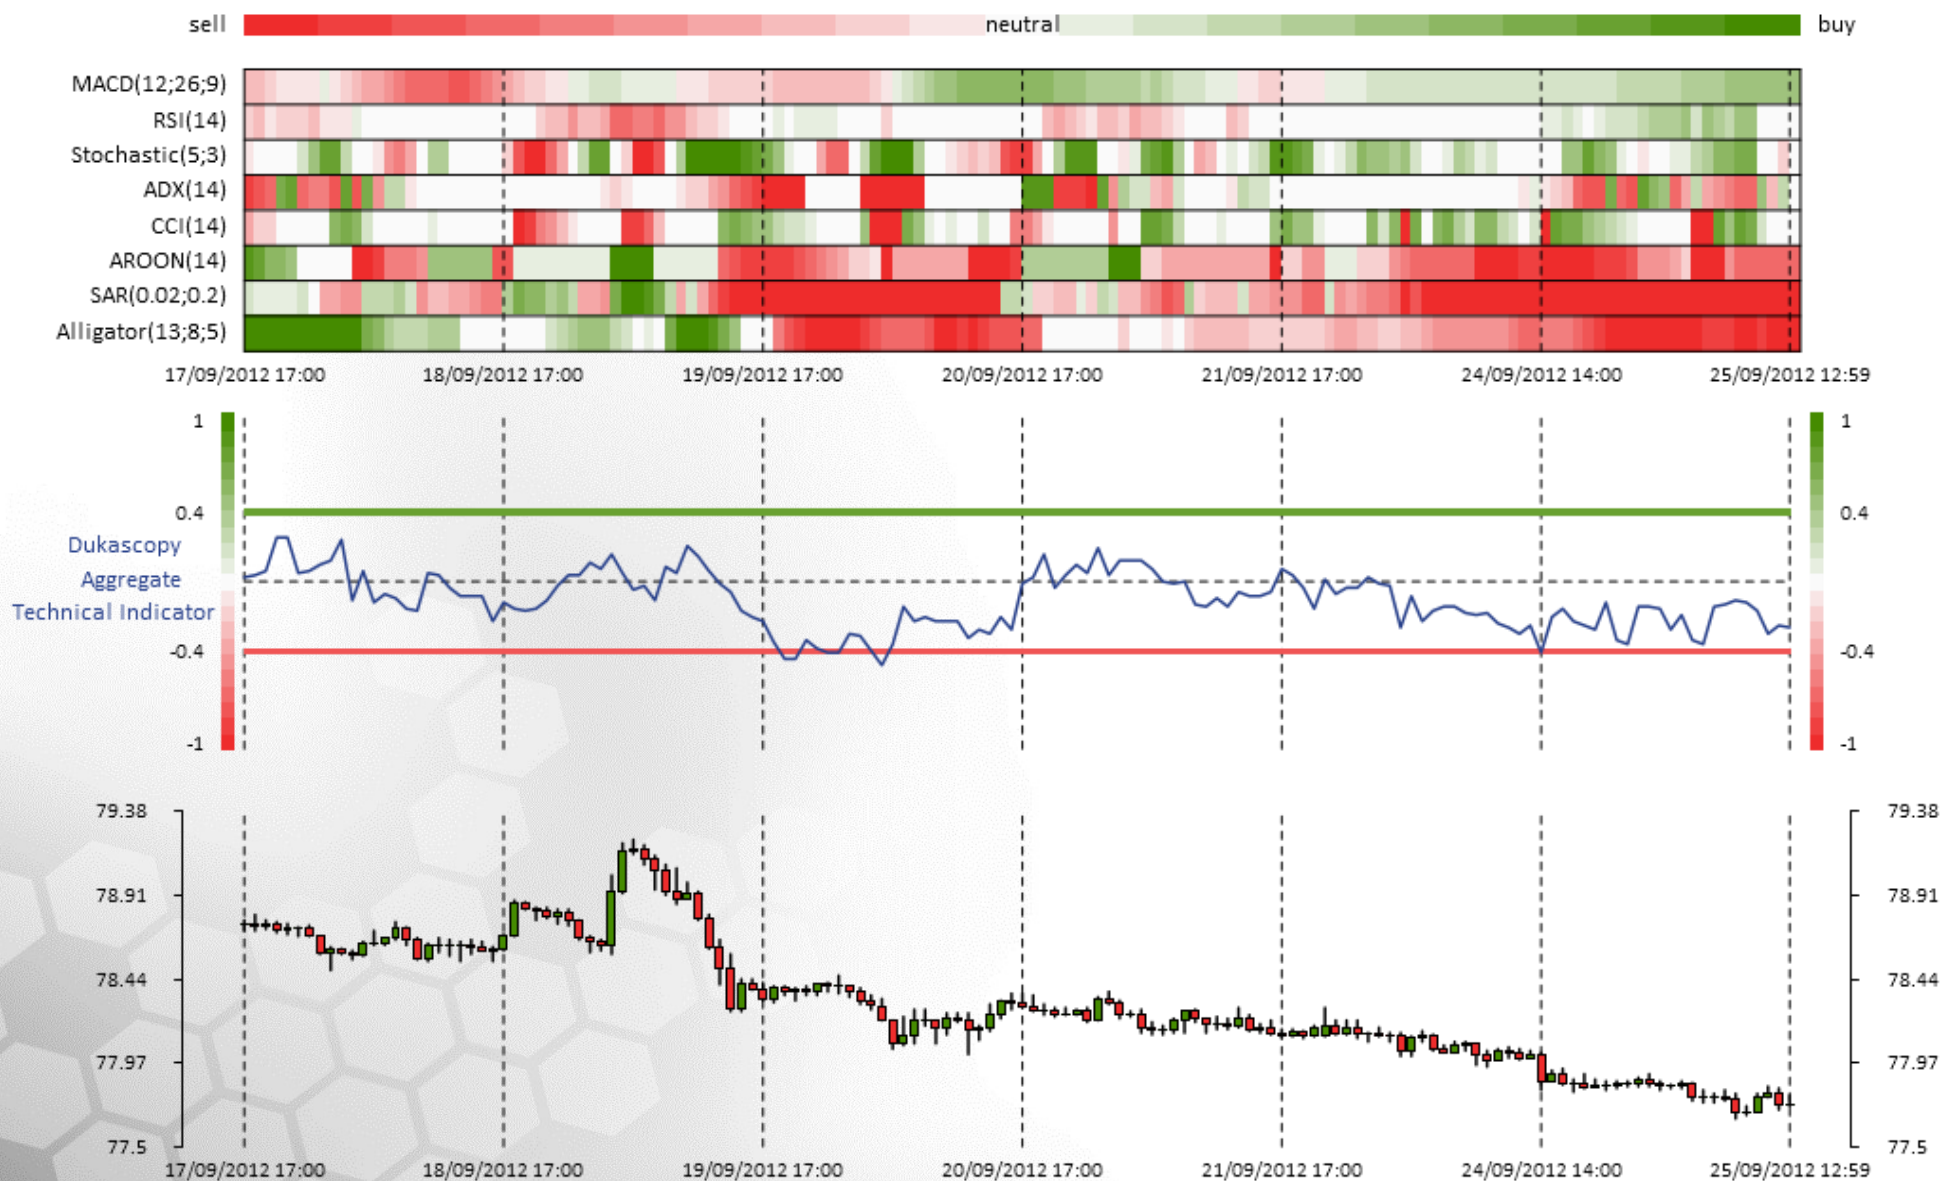 sell neutral buy
MACD(12;26;9)
RSI(14)
Stochastic(5;3)
ADX(14)
CCI(14)
AROON(14)
SAR(0.02;0.2)
Alligator(13;8;5)
17/09/2012 17:00 18/09/2012 17:00 19/09/2012 17:00 20/09/2012 17:00 21/09/2012 17:00 24/09/2012 14:00 25/09/2012 12:59
1 1
0.4 0.4
Dukascopy
Aggregate
Technical Indicator
-0.4 -0.4
-1 -1
79.38 79.38
78.91 78.91
78.44 78.44
77.97 77.97
77.5 77.5
17/09/2012 17:00 18/09/2012 17:00 19/09/2012 17:00 20/09/2012 17:00 21/09/2012 17:00 24/09/2012 14:00 25/09/2012 12:59